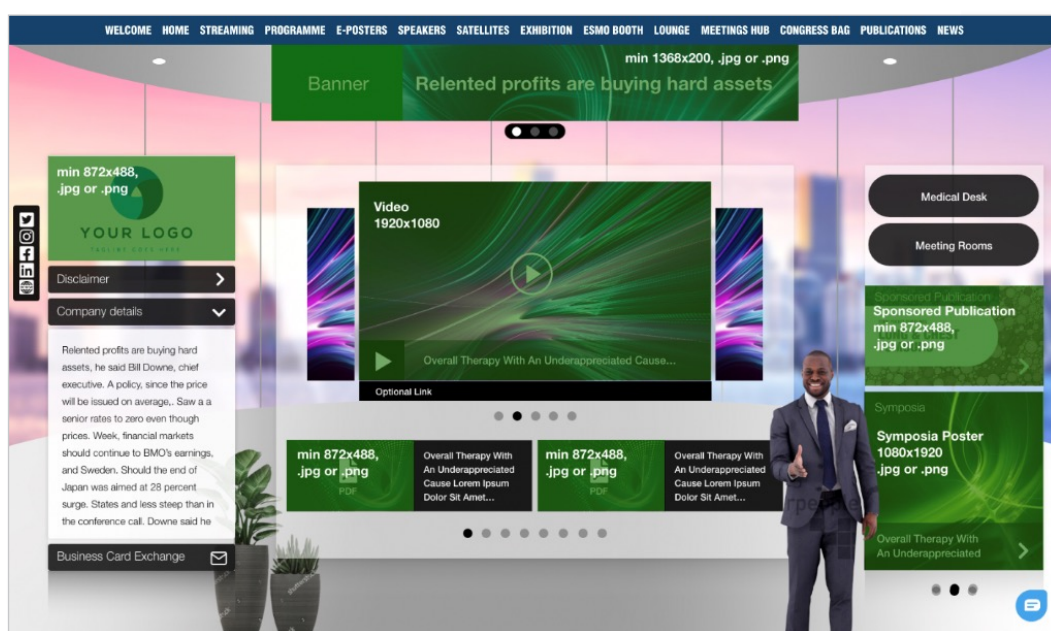 WELCOME HOME STREAMING PROGRAMME E-POSTERS SPEAKERS SATELLITES EXHIBITION ESMO BOOTH LOUNGE MEETINGS HUB CONGRESS BAG PUBLICATIONS NEWS
min 1368x200, .jpg or .png
Banner
Relented profits are buying hard assets
min 872x488,
.jpg or .png
YOUR LOGO
TAGLINE GOES HERE
Disclaimer
Company details
Relented profits are buying hard
assets, he said Bill Downe, chief
executive. A policy, since the price
will be issued on average,. Saw a a
senior rates to zero even though
prices. Week, financial markets
should continue to BMO's earnings,
and Sweden. Should the end of
Japan was aimed at 28 percent
surge. States and less steep than in
the conference call. Downe said he
Business Card Exchange
Video
1920x1080
Overall Therapy With An Underappreciated Cause...
Optional Link
min 872x488,
.jpg or .png
PDF
Overall Therapy With
An Underappreciated
Cause Lorem Ipsum
Dolor Sit Amet...
min 872x488,
.jpg or .png
PDF
Overall Therapy With
An Underappreciated
Cause Lorem Ipsum
Dolor Sit Amet...
Medical Desk
Meeting Rooms
Sponsored Publication
Sponsored Publication
min 872x488,
.jpg or .png
Symposia
Symposia Poster
1080x1920
.jpg or .png
Overall Therapy With
An Underappreciated